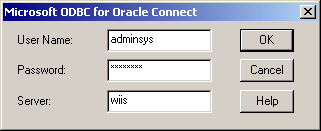 Microsoft ODBC for Oracle Connect
User Name: adminsys OK
Password: ******** Cancel
Server: wiis Help